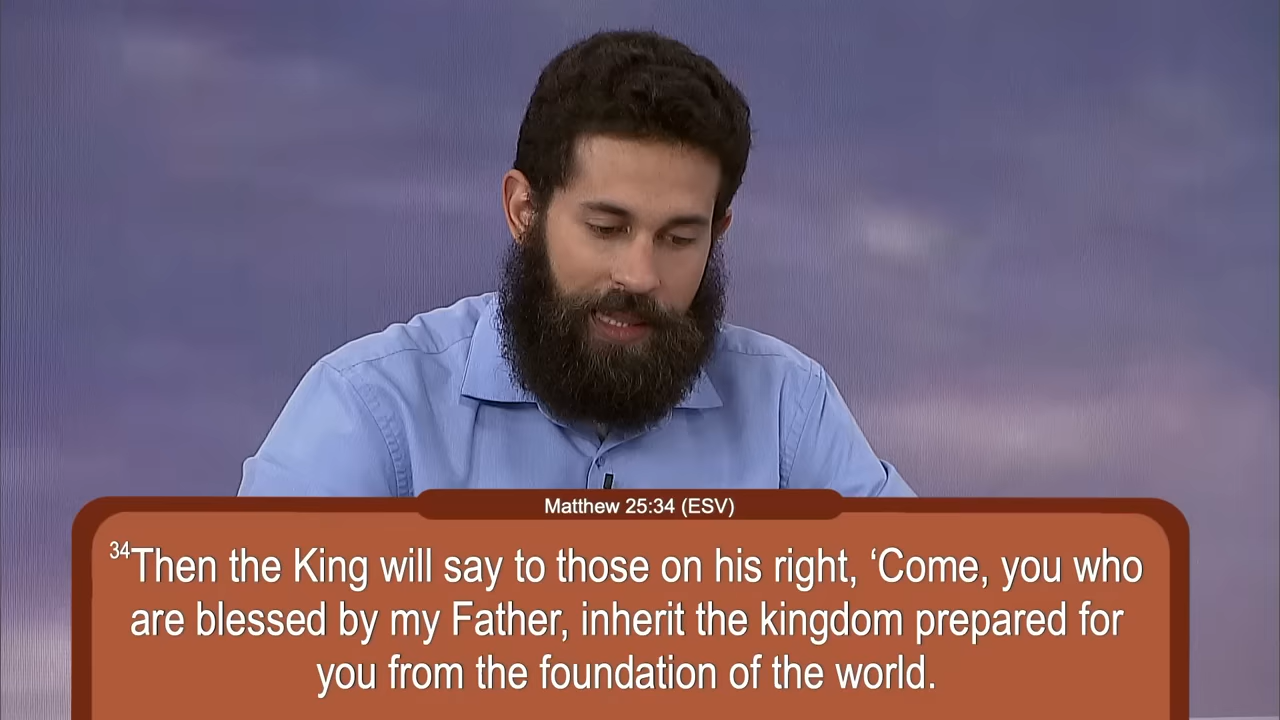 Matthew 25:34 (ESV)
34Then the King will say to those on his right, ‘Come, you who
are blessed by my Father, inherit the kingdom prepared for
you from the foundation of the world.